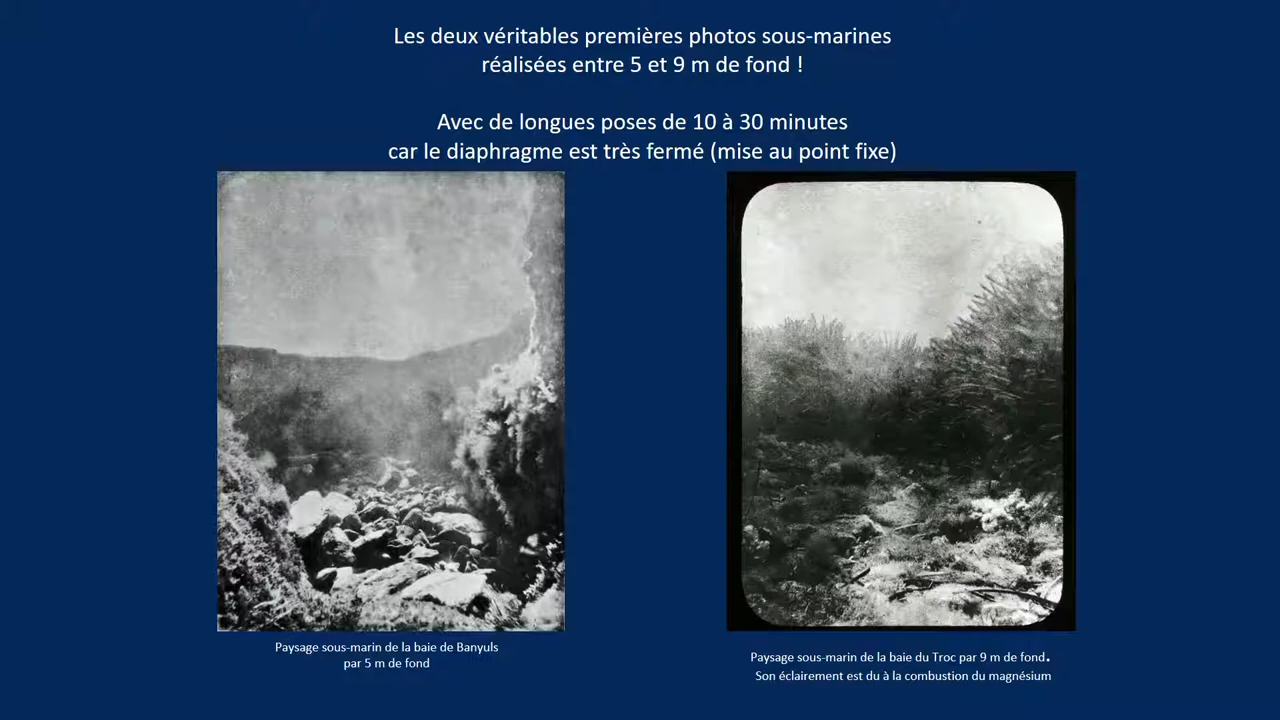 Les deux véritables premières photos sous-marines
réalisées entre 5 et 9 m de fond !
Avec de longues poses de 10 à 30 minutes
car le diaphragme est très fermé (mise au point fixe)
Paysage sous-marin de la baie de Banyuls
par 5 m de fond
Paysage sous-marin de la baie du Troc par 9 m de fond.
Son éclairement est du à la combustion du magnésium